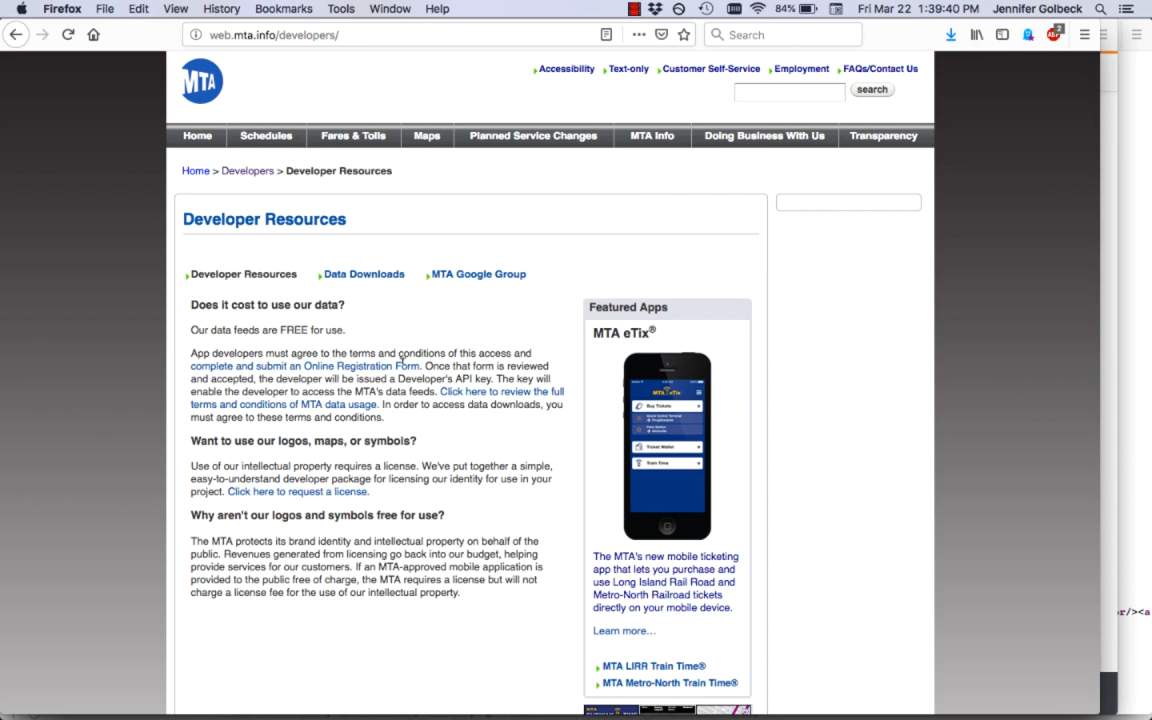 Firefox File Edit View History Bookmarks Tools Window Help 84% Fri Mar 22 1:39:40 PM Jennifer Golbeck
web.mta.info/developers/ Search
MTA
Accessibility Text-only Customer Self-Service Employment FAQs/Contact Us
search
Home Schedules Fares & Tolls Maps Planned Service Changes MTA Info Doing Business With Us Transparency
Home > Developers > Developer Resources
Developer Resources
Developer Resources Data Downloads MTA Google Group
Does it cost to use our data?
Our data feeds are FREE for use.
App developers must agree to the terms and conditions of this access and
complete and submit an Online Registration Form. Once that form is reviewed
and accepted, the developer will be issued a Developer's API key. The key will
enable the developer to access the MTA's data feeds. Click here to review the full
terms and conditions of MTA data usage. In order to access data downloads, you
must agree to these terms and conditions.
Want to use our logos, maps, or symbols?
Use of our intellectual property requires a license. We've put together a simple,
easy-to-understand developer package for licensing our identity for use in your
project. Click here to request a license.
Why aren't our logos and symbols free for use?
The MTA protects its brand identity and intellectual property on behalf of the
public. Revenues generated from licensing go back into our budget, helping
provide services for our customers. If an MTA-approved mobile application is
provided to the public free of charge, the MTA requires a license but will not
charge a license fee for the use of our intellectual property.
Featured Apps
MTA eTix®
MTA eTix
Buy Tickets
Ticket Wallet
Train Time
The MTA's new mobile ticketing
app that lets you purchase and
use Long Island Rail Road and
Metro-North Railroad tickets
directly on your mobile device.
Learn more...
MTA LIRR Train Time®
MTA Metro-North Train Time®
r/><a